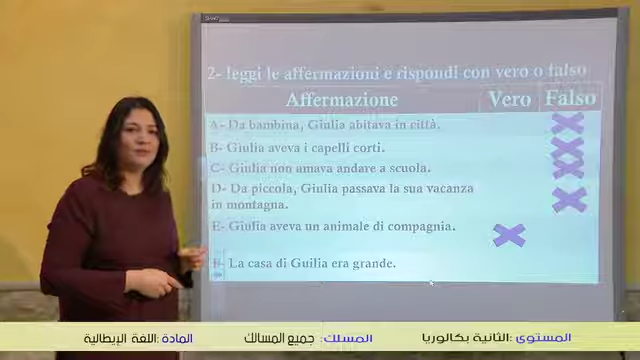 2- leggi le affermazioni e rispondi con vero o falso
Affermazione Vero Falso
A- Da bambina, Giulia abitava in città.
B- Giulia aveva i capelli corti.
C- Giulia non amava andare a scuola.
D- Da piccola, Giulia passava la sua vacanza
in montagna.
E- Giulia aveva un animale di compagnia.
F- La casa di Guilia era grande.
المستوى :الثانية بكالوريا المسلك: جميع المسالك المادة :اللغة الإيطالية